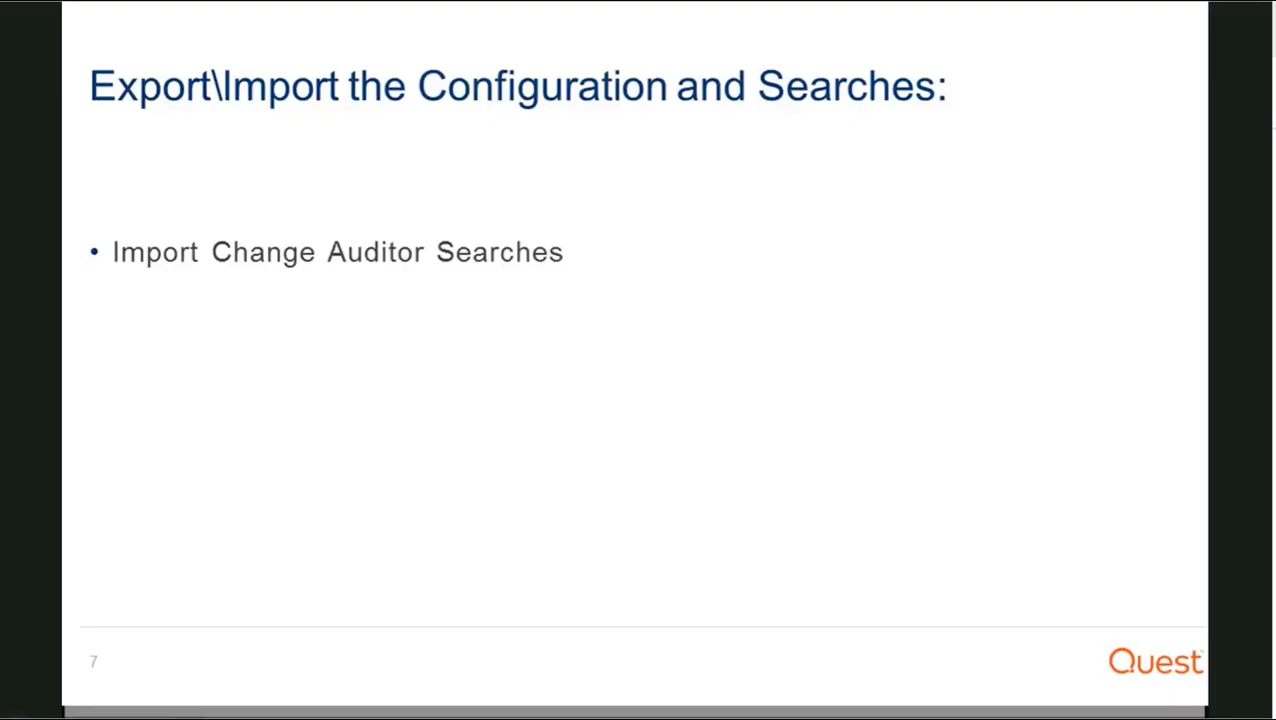 Export\Import the Configuration and Searches:
• Import Change Auditor Searches
7
Quest